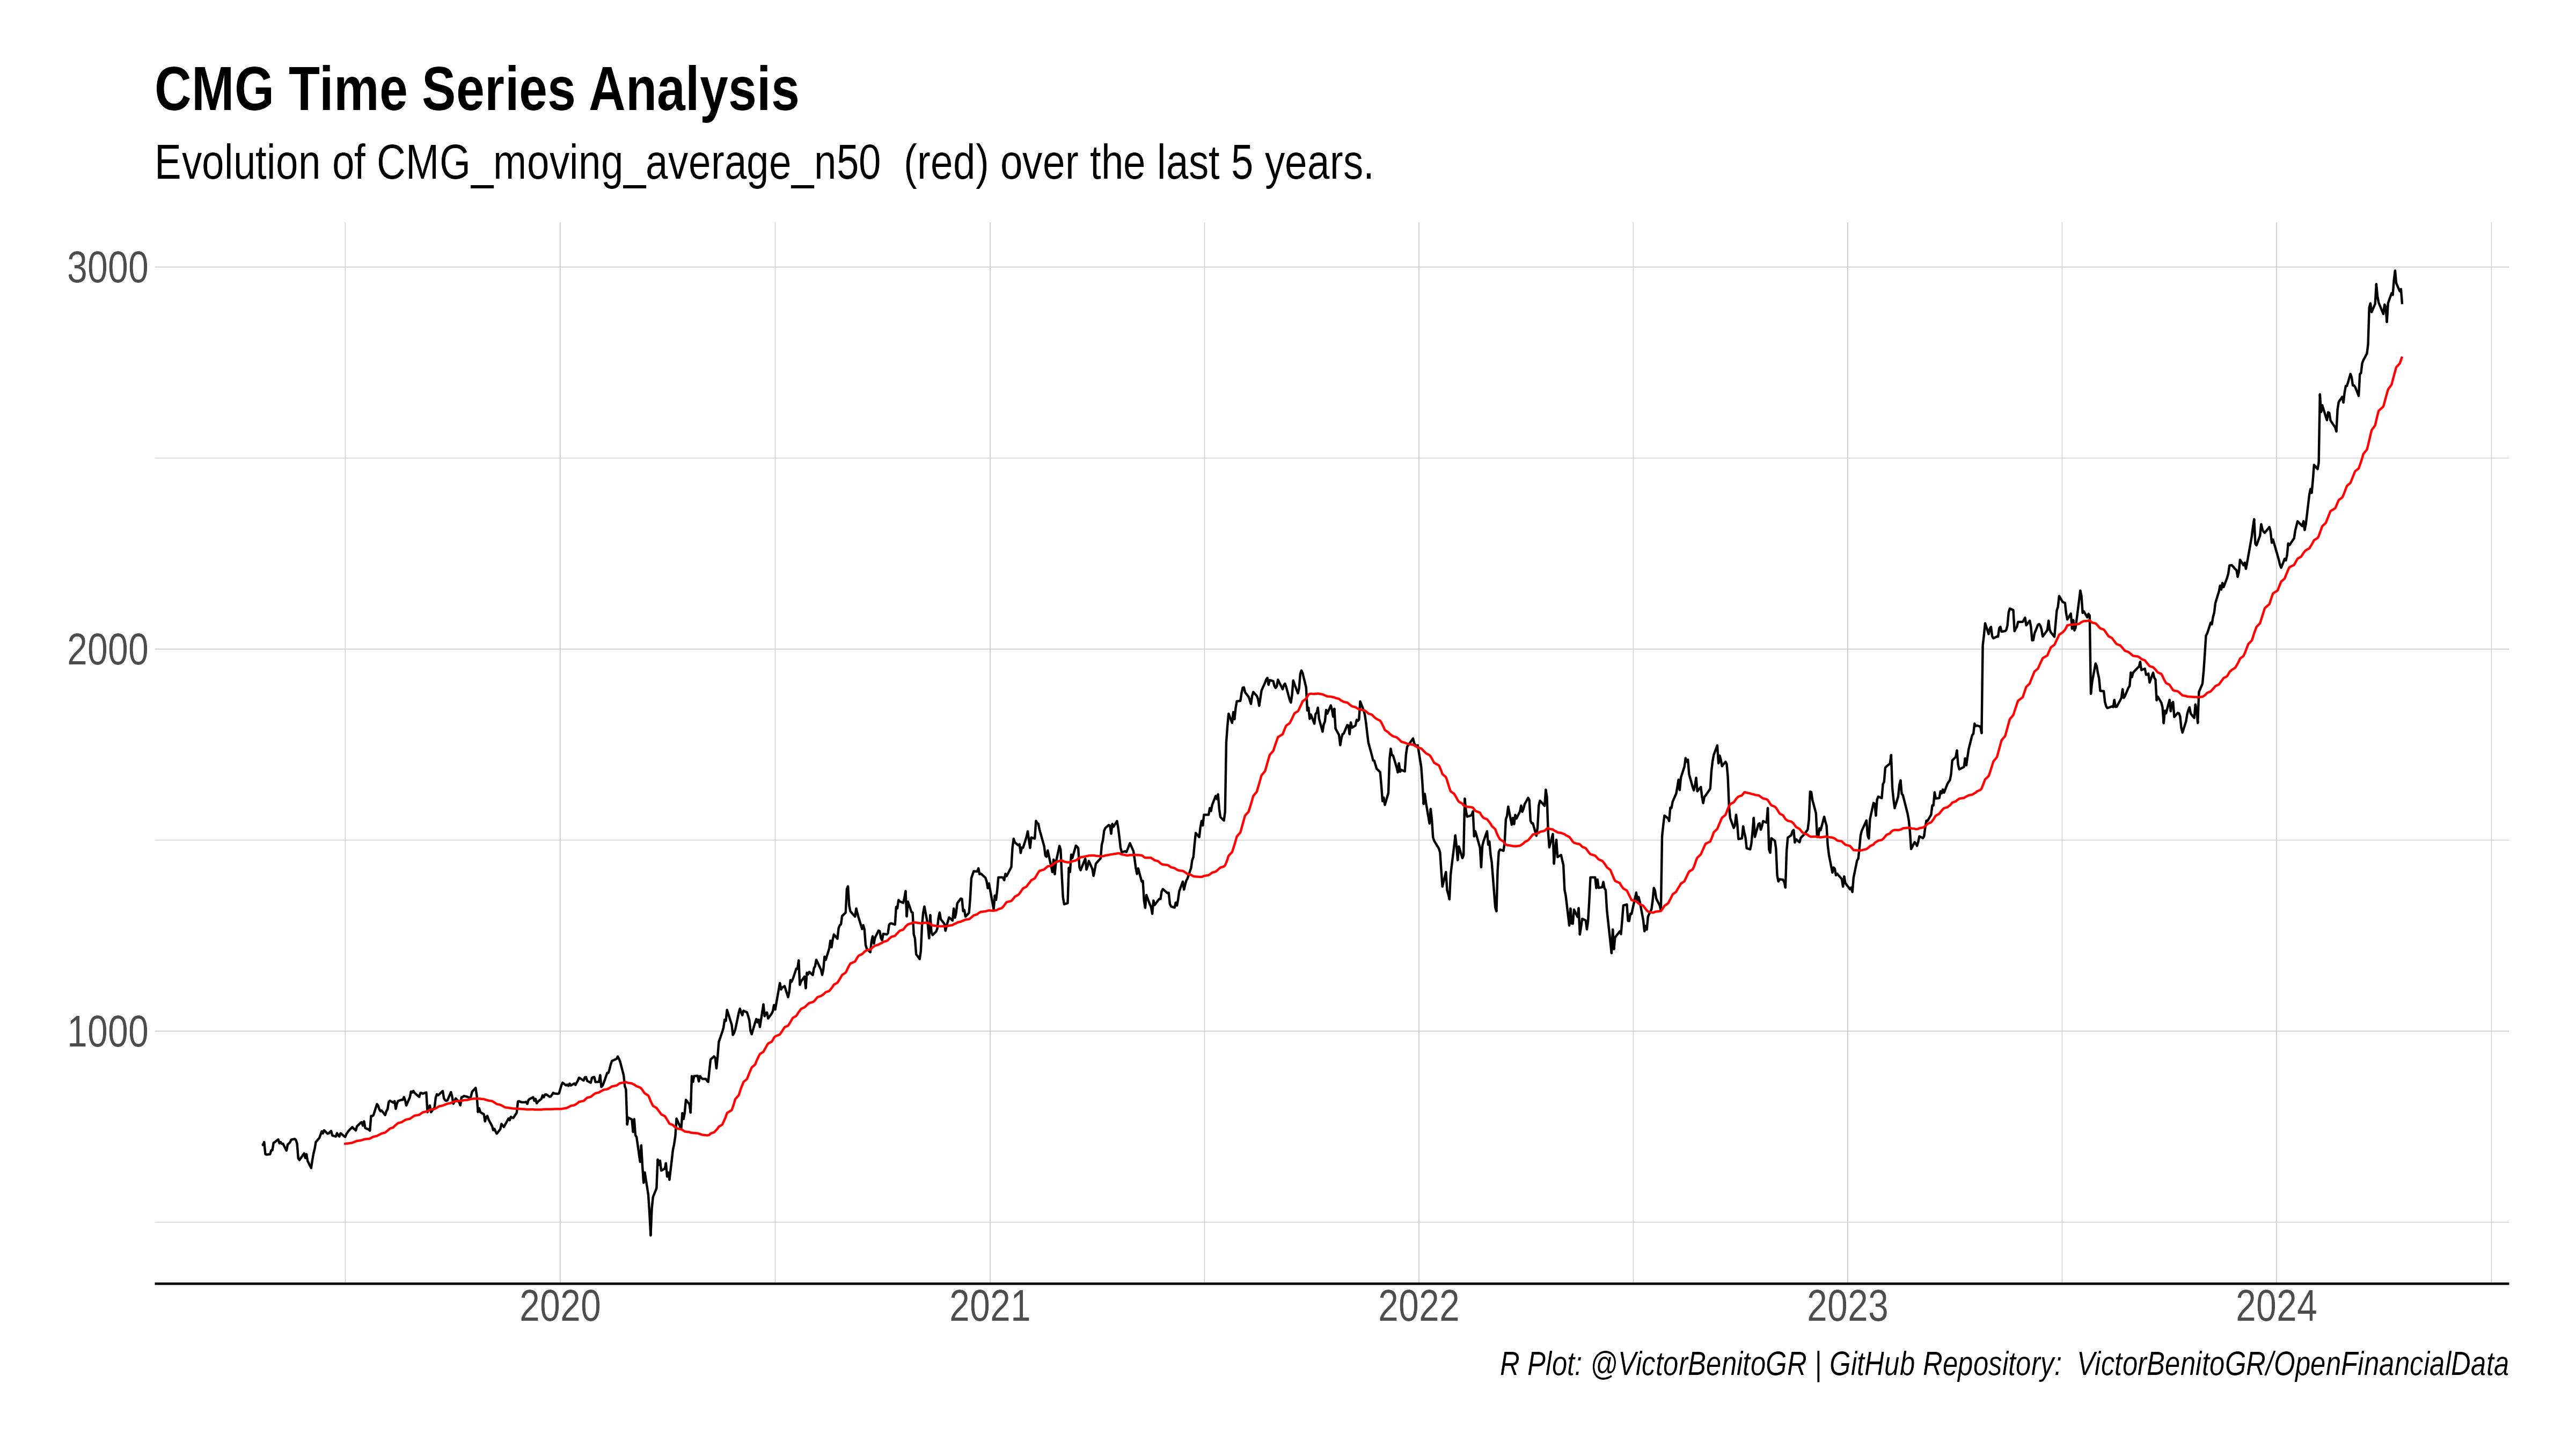 CMG Time Series Analysis
Evolution of CMG_moving_average_n50  (red) over the last 5 years.
3000
2000
1000
2020 2021 2022 2023 2024
R Plot: @VictorBenitoGR | GitHub Repository:  VictorBenitoGR/OpenFinancialData